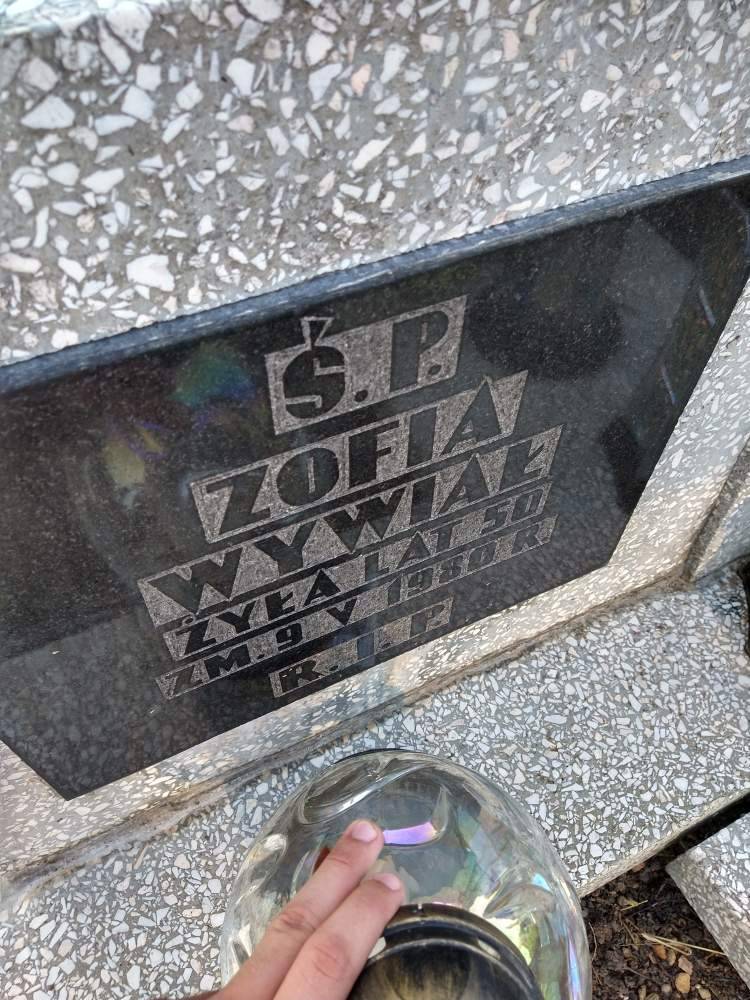 Ś.P.
ZOFIA
WYWIAŁ
ŻYŁA LAT 50
ZM. 9 V 1980 R.
R.I.P.